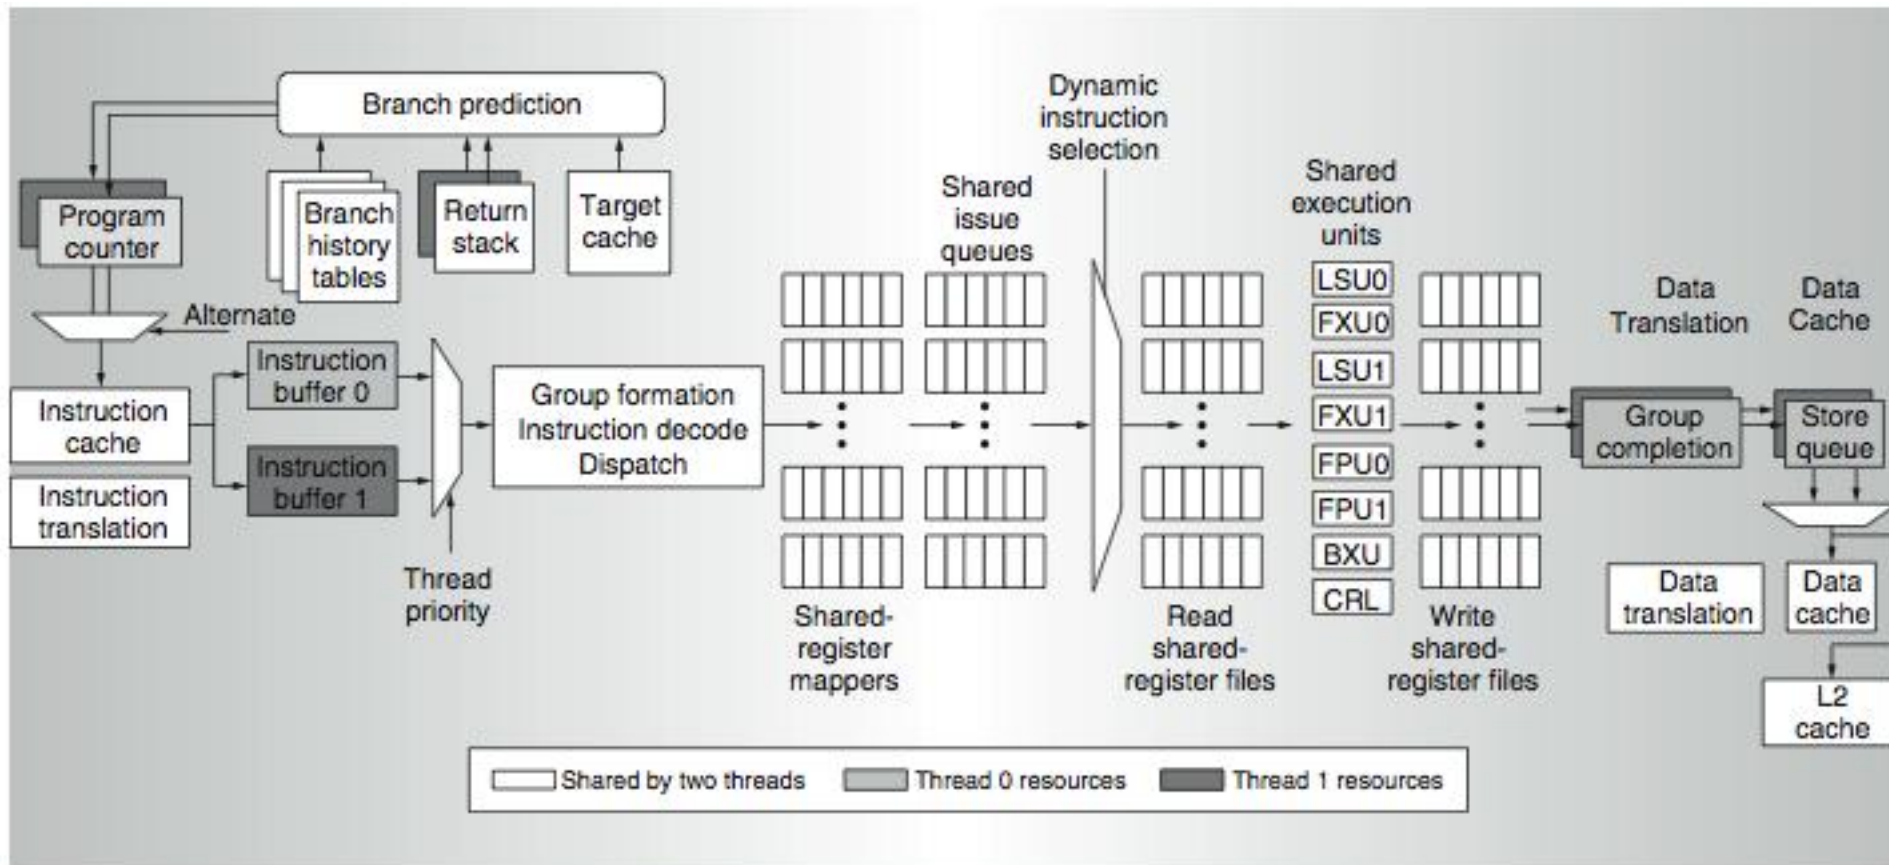 Branch prediction
Program
counter
Branch
history
tables
Return
stack
Target
cache
Alternate
Instruction
cache
Instruction
translation
Instruction
buffer 0
Instruction
buffer 1
Thread
priority
Group formation
Instruction decode
Dispatch
Shared-
register
mappers
Shared
issue
queues
Dynamic
instruction
selection
Read
shared-
register files
Shared
execution
units
LSU0
FXU0
LSU1
FXU1
FPU0
FPU1
BXU
CRL
Write
shared-
register files
Data
Translation
Data
Cache
Group
completion
Store
queue
Data
translation
Data
cache
L2
cache
Shared by two threads
Thread 0 resources
Thread 1 resources